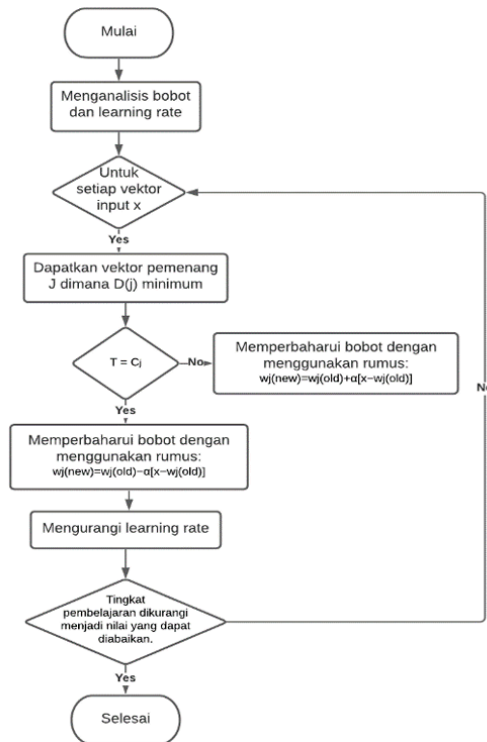 Mulai
Menganalisis bobot
dan learning rate
Untuk
setiap vektor
input x
Yes
Dapatkan vektor pemenang
J dimana D(j) minimum
T = Cj
No
Memperbaharui bobot dengan
menggunakan rumus:
wj(new)=wj(old)+α[x−wj(old)]
Yes
Memperbaharui bobot dengan
menggunakan rumus:
wj(new)=wj(old)−α[x−wj(old)]
Mengurangi learning rate
Tingkat
pembelajaran dikurangi
menjadi nilai yang dapat
diabaikan.
Yes
Selesai